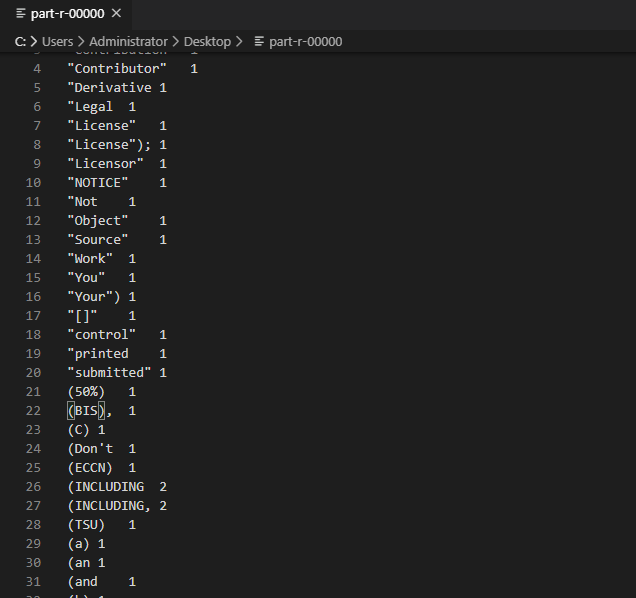 part-r-00000
C: > Users > Administrator > Desktop > part-r-00000
4 "Contributor" 1
5 "Derivative 1
6 "Legal 1
7 "License" 1
8 "License"); 1
9 "Licensor" 1
10 "NOTICE" 1
11 "Not 1
12 "Object" 1
13 "Source" 1
14 "Work" 1
15 "You" 1
16 "Your") 1
17 "[]" 1
18 "control" 1
19 "printed 1
20 "submitted" 1
21 (50%) 1
22 (BIS), 1
23 (C) 1
24 (Don't 1
25 (ECCN) 1
26 (INCLUDING 2
27 (INCLUDING, 2
28 (TSU) 1
29 (a) 1
30 (an 1
31 (and 1